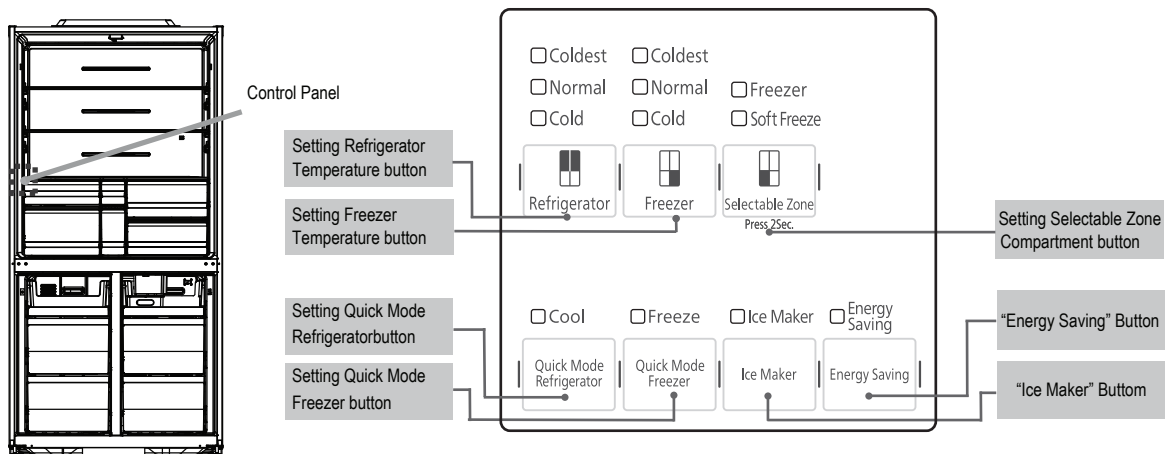 Control Panel
Setting Refrigerator
Temperature button
Setting Freezer
Temperature button
Setting Quick Mode
Refrigeratorbutton
Setting Quick Mode
Freezer button
Coldest
Normal
Cold
Coldest
Normal
Cold
Freezer
Soft Freeze
Refrigerator
Freezer
Selectable Zone
Press 2Sec.
Cool
Freeze
Ice Maker
Energy
Saving
Quick Mode
Refrigerator
Quick Mode
Freezer
Ice Maker
Energy Saving
Setting Selectable Zone
Compartment button
“Energy Saving” Button
“Ice Maker” Buttom